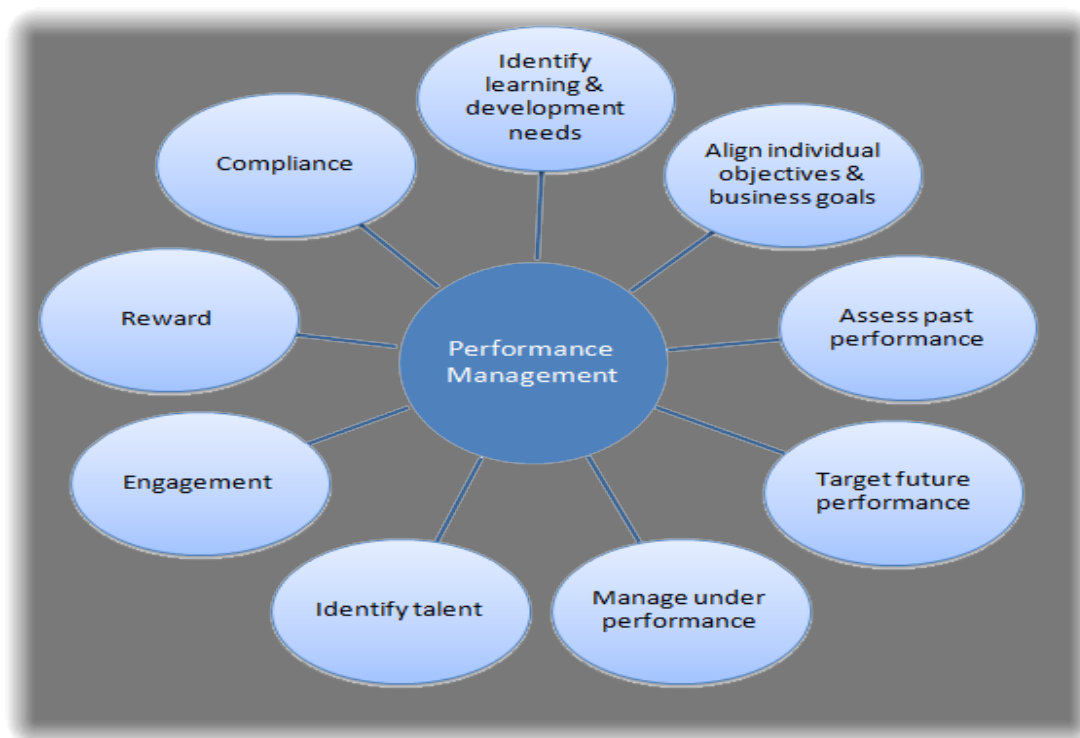 Identify
learning &
development
needs
Align individual
objectives &
business goals
Assess past
performance
Target future
performance
Manage under
performance
Identify talent
Engagement
Reward
Compliance
Performance
Management